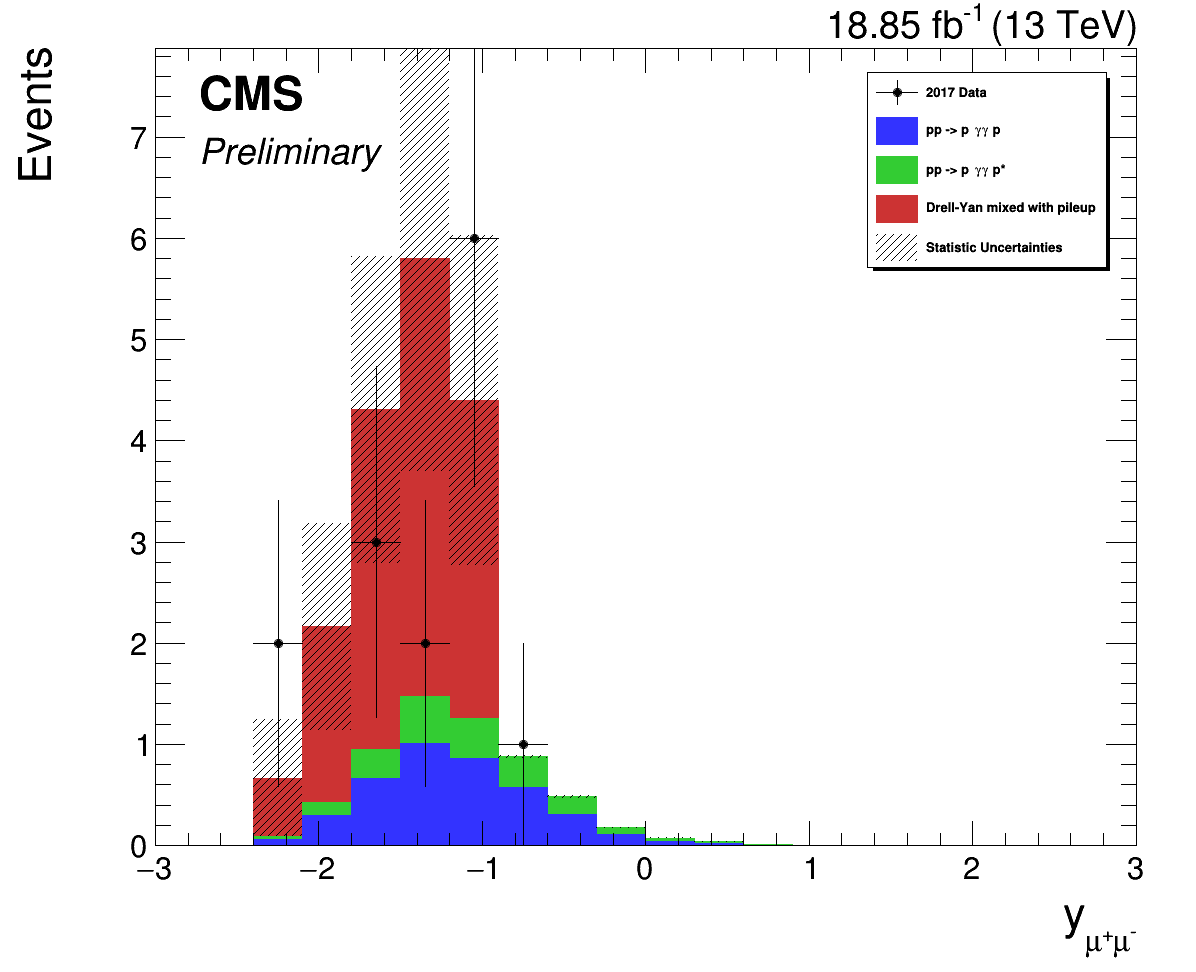 18.85 fb⁻¹ (13 TeV)
Events
CMS
Preliminary
2017 Data
pp -> p γγ p
pp -> p γγ p*
Drell-Yan mixed with pileup
Statistic Uncertainties
7
6
5
4
3
2
1
0
−3 −2 −1 0 1 2 3
y_μ⁺μ⁻